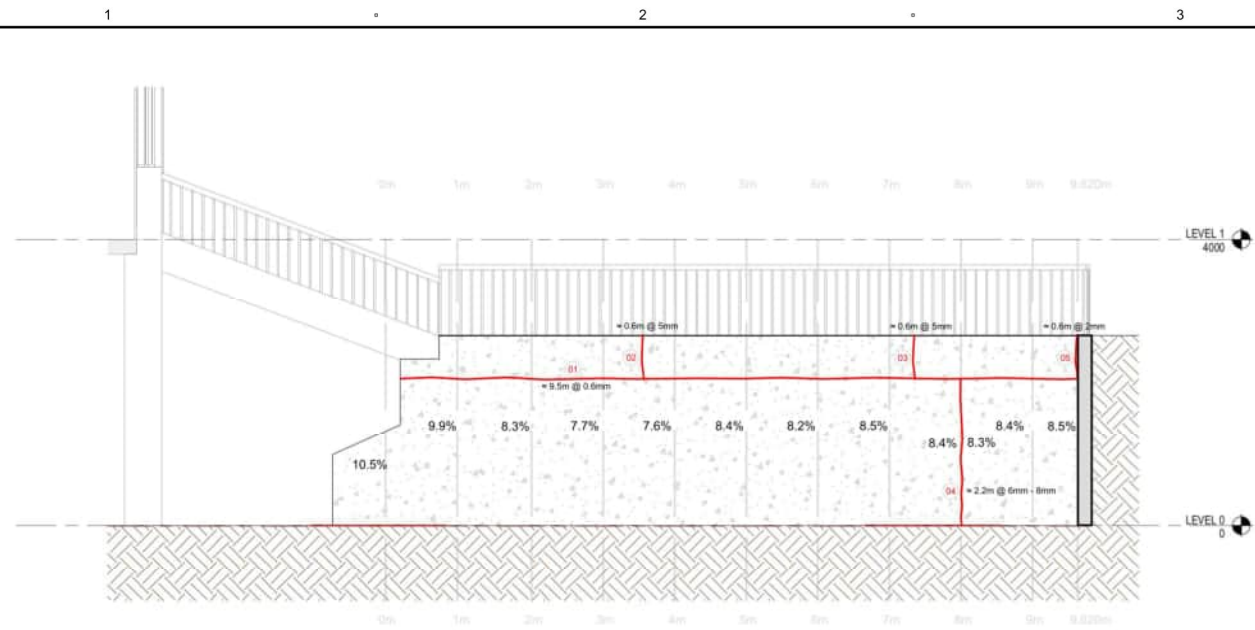 1 2 3
0m 1m 2m 3m 4m 5m 6m 7m 8m 9m 9.820m
LEVEL 1
4000
≈ 0.6m @ 5mm ≈ 0.6m @ 5mm ≈ 0.6m @ 2mm
02 03 05
01
≈ 9.5m @ 0.6mm
9.9% 8.3% 7.7% 7.6% 8.4% 8.2% 8.5% 8.4% 8.5%
8.4% 8.3%
10.5%
04 ≈ 2.2m @ 6mm - 8mm
LEVEL 0
0
0m 1m 2m 3m 4m 5m 6m 7m 8m 9m 9.820m